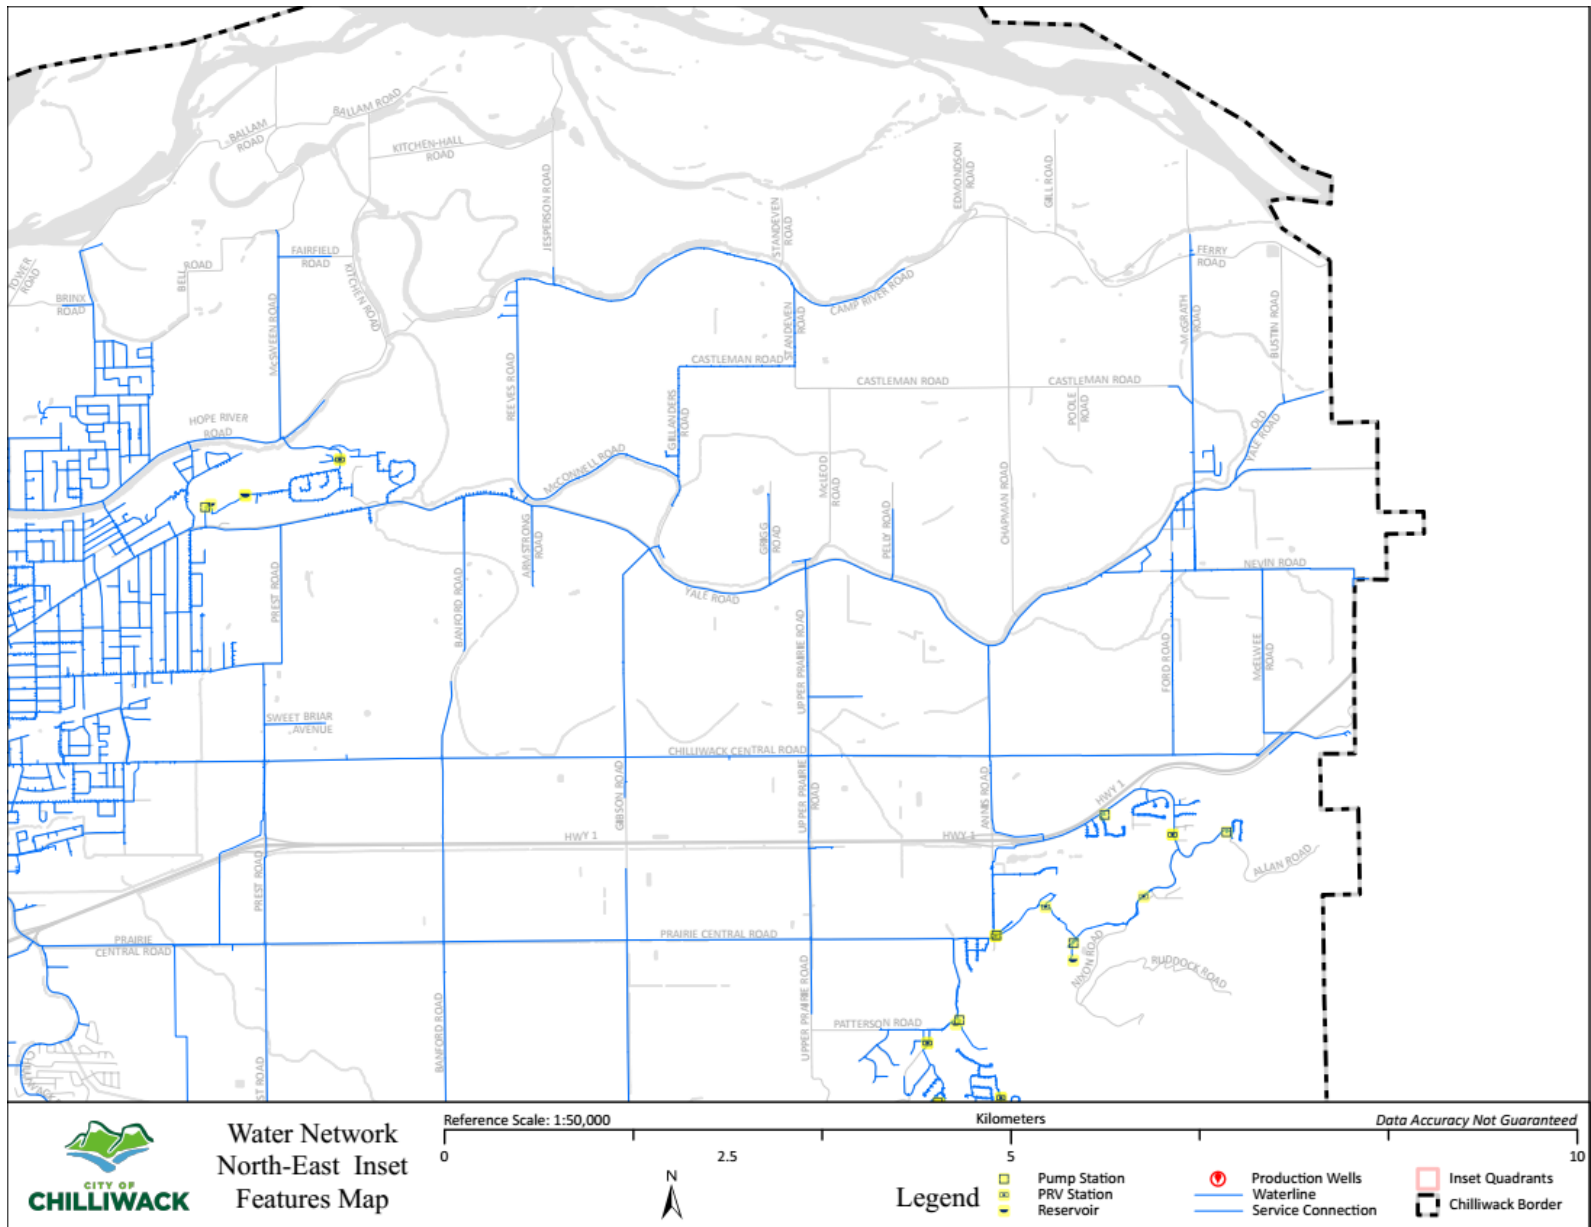 BALLAM ROAD
BALLAM
ROAD
KITCHEN-HALL
ROAD
JESPERSON ROAD
EDMONDSON
ROAD
GILL ROAD
STANDEVEN
ROAD
TOWER
ROAD
BELL
ROAD
FAIRFIELD
ROAD
KITCHEN ROAD
BRINX
ROAD
McSWEEN ROAD
FERRY
ROAD
CAMP RIVER ROAD
STANDEVEN
ROAD
McGRATH
ROAD
BUSTIN ROAD
REEVES ROAD
CASTLEMAN ROAD
CASTLEMAN ROAD
CASTLEMAN ROAD
GILLANDERS
ROAD
POOLE
ROAD
OLD
YALE ROAD
HOPE RIVER
ROAD
McCONNELL ROAD
McLEOD
ROAD
CHAPMAN ROAD
ARMSTRONG
ROAD
GRIGG
ROAD
PELLY ROAD
NEVIN ROAD
PREST ROAD
BANFORD ROAD
YALE ROAD
UPPER PRAIRIE ROAD
FORD ROAD
McELWEE
ROAD
SWEET BRIAR
AVENUE
CHILLIWACK CENTRAL ROAD
GIBSON ROAD
UPPER PRAIRIE
ROAD
ANNIS ROAD
HWY 1
HWY 1
HWY 1
ALLAN ROAD
PREST ROAD
PRAIRIE
CENTRAL ROAD
PRAIRIE CENTRAL ROAD
NIXON ROAD
RUDDOCK ROAD
UPPER PRAIRIE ROAD
PATTERSON ROAD
BANFORD ROAD
ST ROAD
CITY OF
CHILLIWACK
Water Network
North-East Inset
Features Map
Reference Scale: 1:50,000
Kilometers
Data Accuracy Not Guaranteed
0
2.5
5
10
N
Legend
Pump Station
PRV Station
Reservoir
Production Wells
Waterline
Service Connection
Inset Quadrants
Chilliwack Border